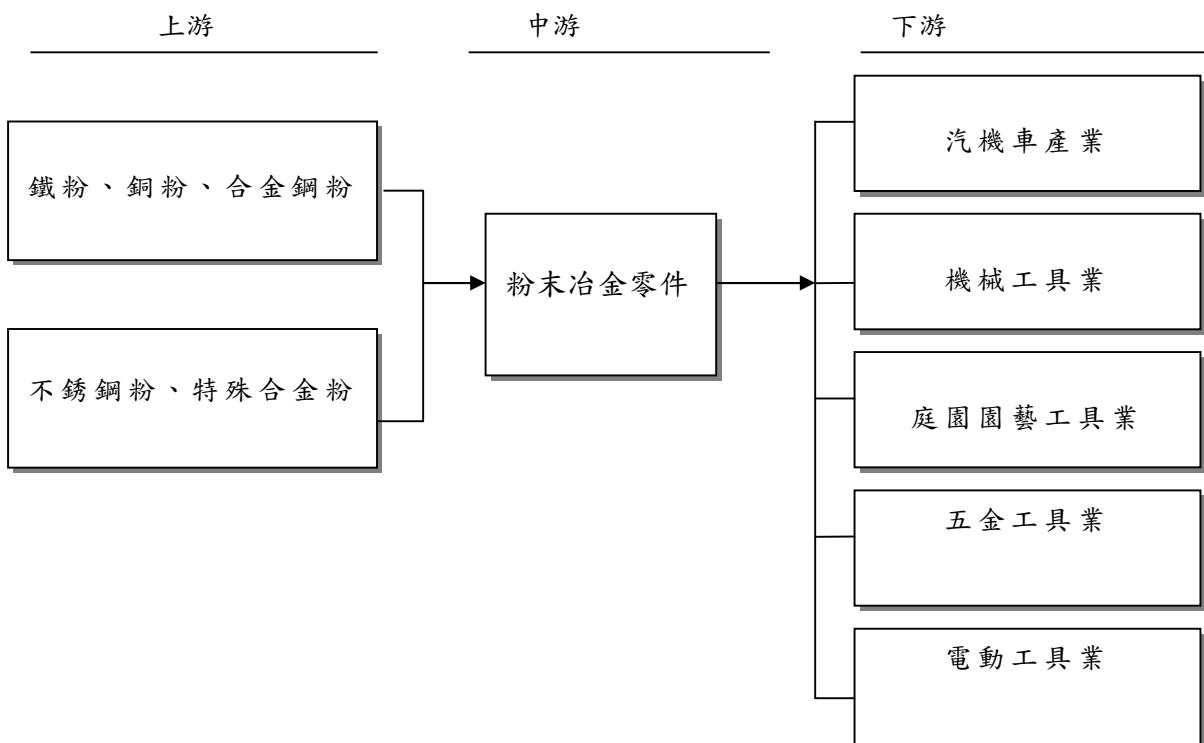 上游
中游
下游
鐵粉、銅粉、合金鋼粉
不銹鋼粉、特殊合金粉
粉末冶金零件
汽機車產業
機械工具業
庭園園藝工具業
五金工具業
電動工具業